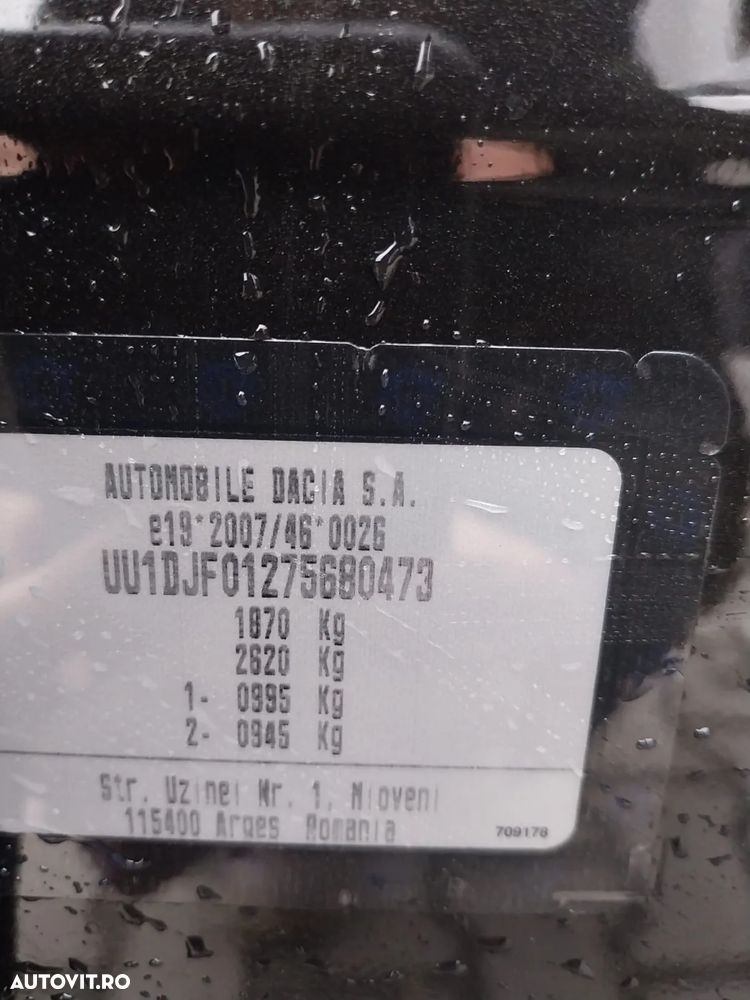 AUTOMOBILE DACIA S.A.
e19*2007/46*0026
UU1DJF01275680473
1870 Kg
2620 Kg
1- 0995 Kg
2- 0945 Kg
Str. Uzinei Nr. 1, Mioveni
115400 Arges Romania
709178
AUTOVIT.RO